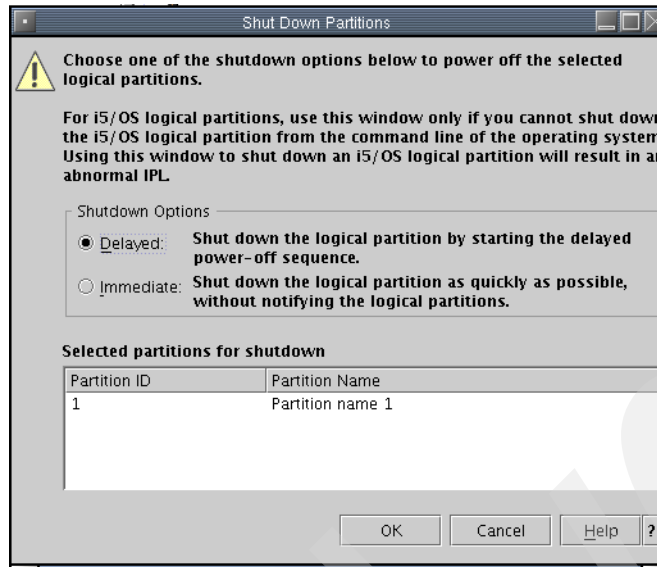 Shut Down Partitions
Choose one of the shutdown options below to power off the selected
logical partitions.
For i5/OS logical partitions, use this window only if you cannot shut down
the i5/OS logical partition from the command line of the operating system
Using this window to shut down an i5/OS logical partition will result in a
abnormal IPL.
Shutdown Options
Delayed: Shut down the logical partition by starting the delayed
power-off sequence.
Immediate: Shut down the logical partition as quickly as possible,
without notifying the logical partitions.
Selected partitions for shutdown
Partition ID Partition Name
1 Partition name 1
OK Cancel Help ?